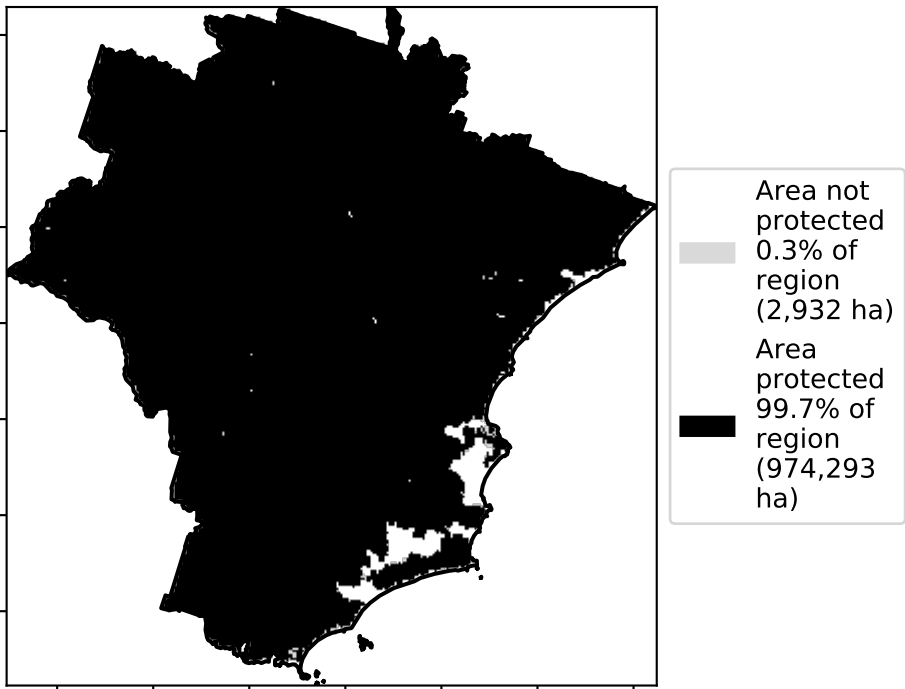 Area not
protected
0.3% of
region
(2,932 ha)
Area
protected
99.7% of
region
(974,293
ha)